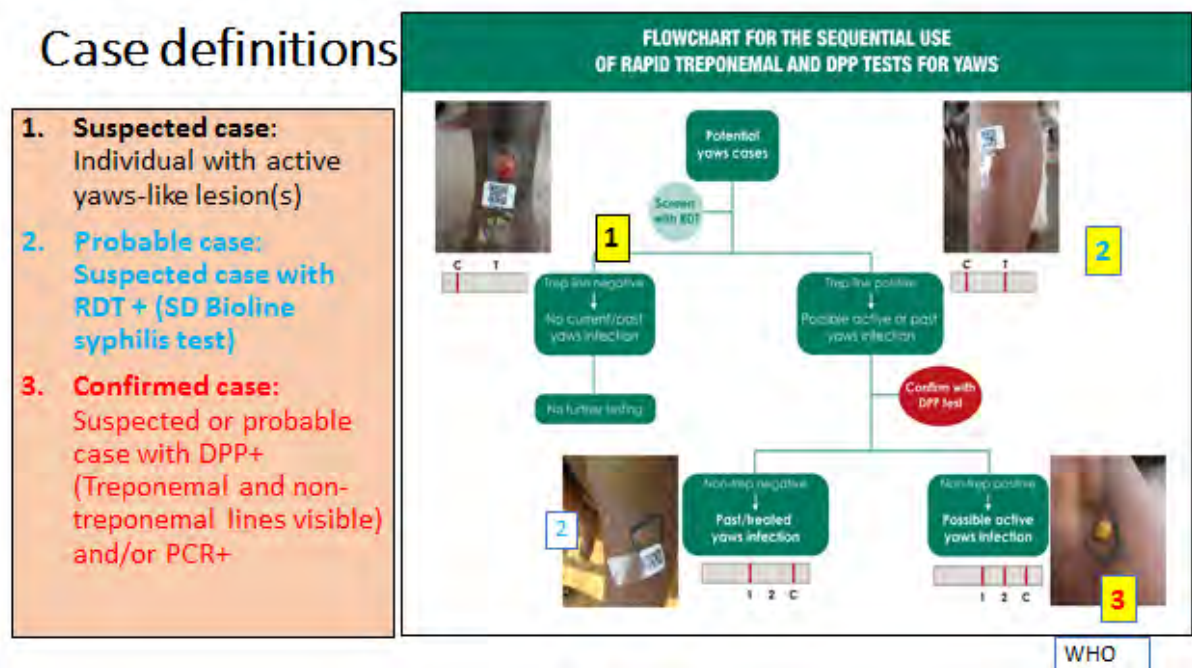 Case definitions
1. Suspected case:
Individual with active
yaws-like lesion(s)
2. Probable case:
Suspected case with
RDT + (SD Bioline
syphilis test)
3. Confirmed case:
Suspected or probable
case with DPP+
(Treponemal and non-
treponemal lines visible)
and/or PCR+
FLOWCHART FOR THE SEQUENTIAL USE
OF RAPID TREPONEMAL AND DPP TESTS FOR YAWS
Potential
yaws cases
Screen
with RDT
1
2
C T
C T
Trep line negative
No current/past
yaws infection
Trep line positive
Possible active or past
yaws infection
No further testing
Confirm with
DPP test
2
Non-trep negative
Past/treated
yaws infection
Non-trep positive
Possible active
yaws infection
1 2 C
1 2 C
3
WHO